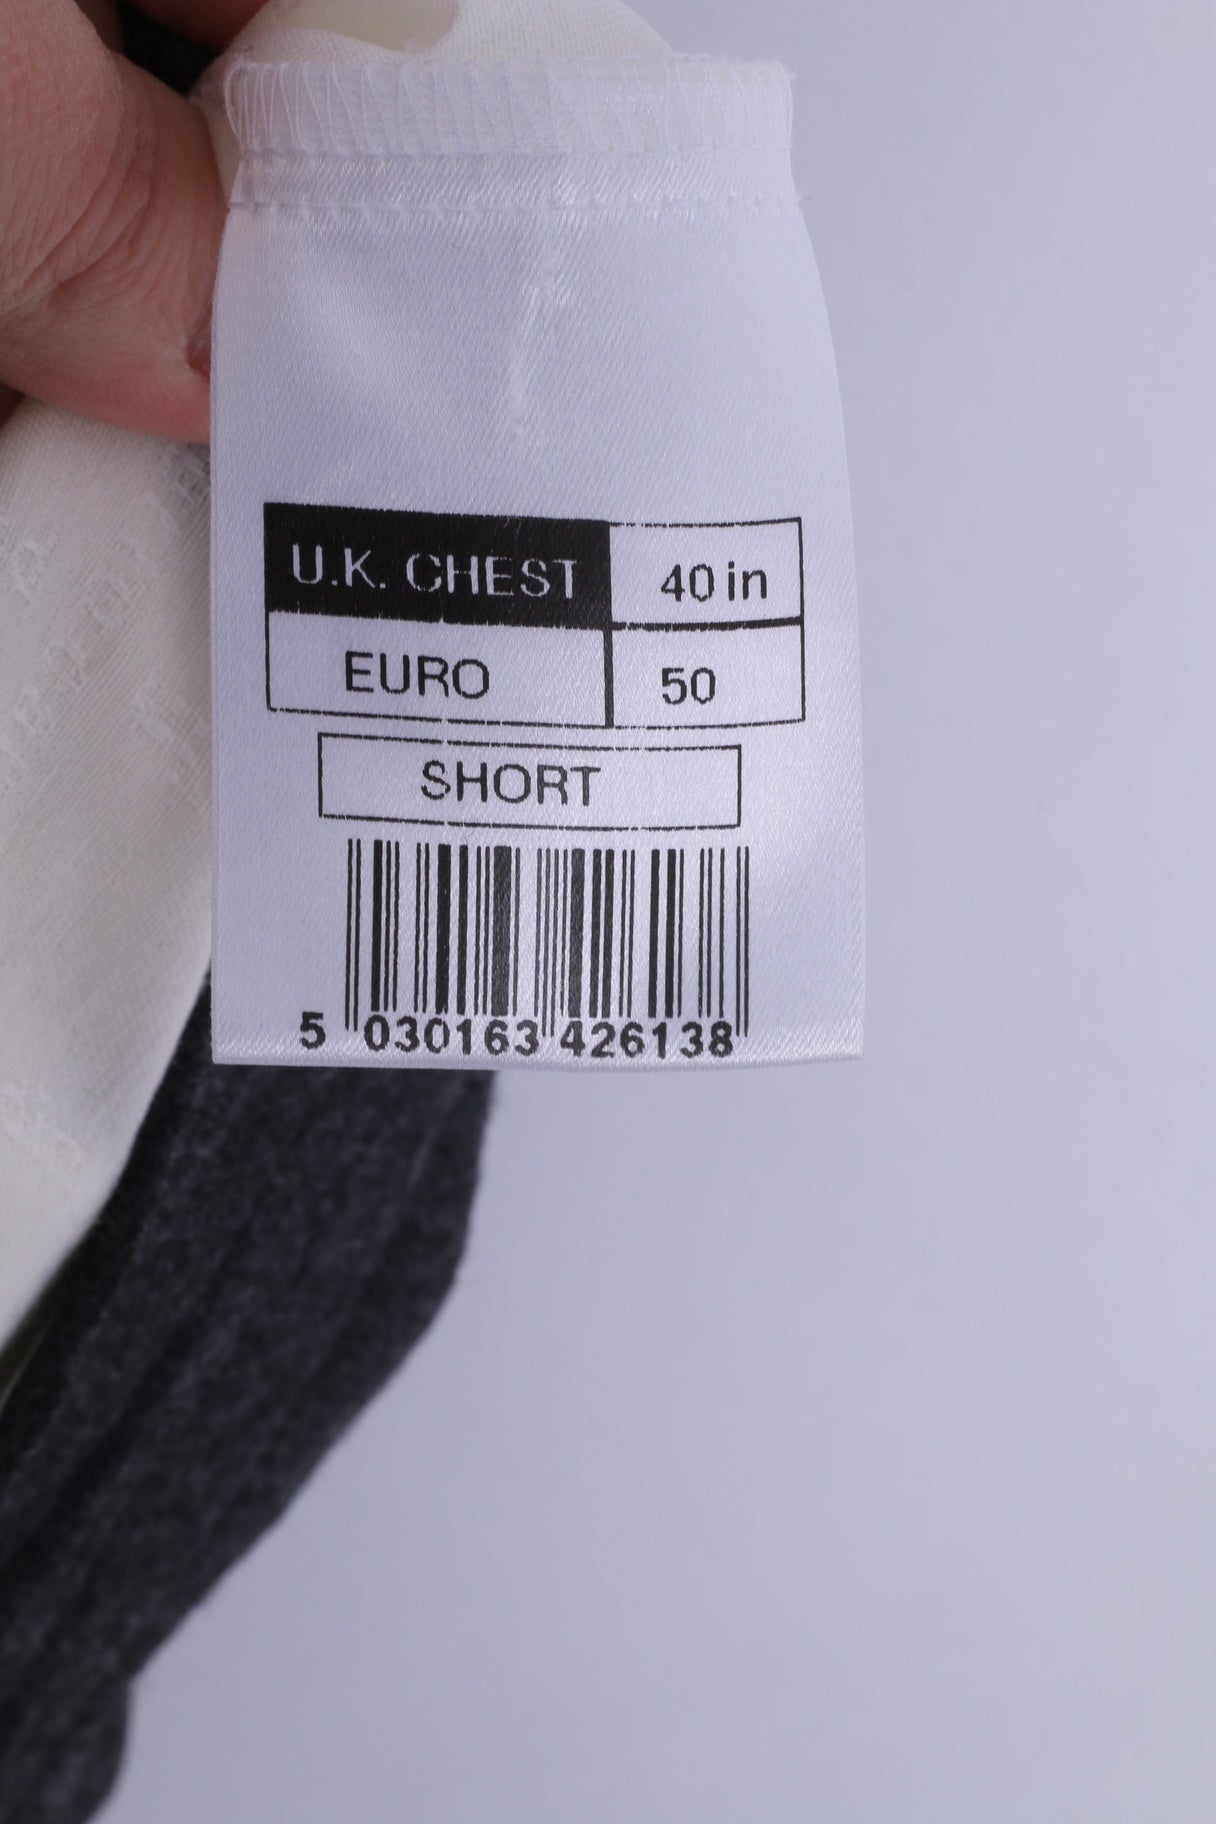 U.K. CHEST 40 in
EURO 50
SHORT
5 030163 426138